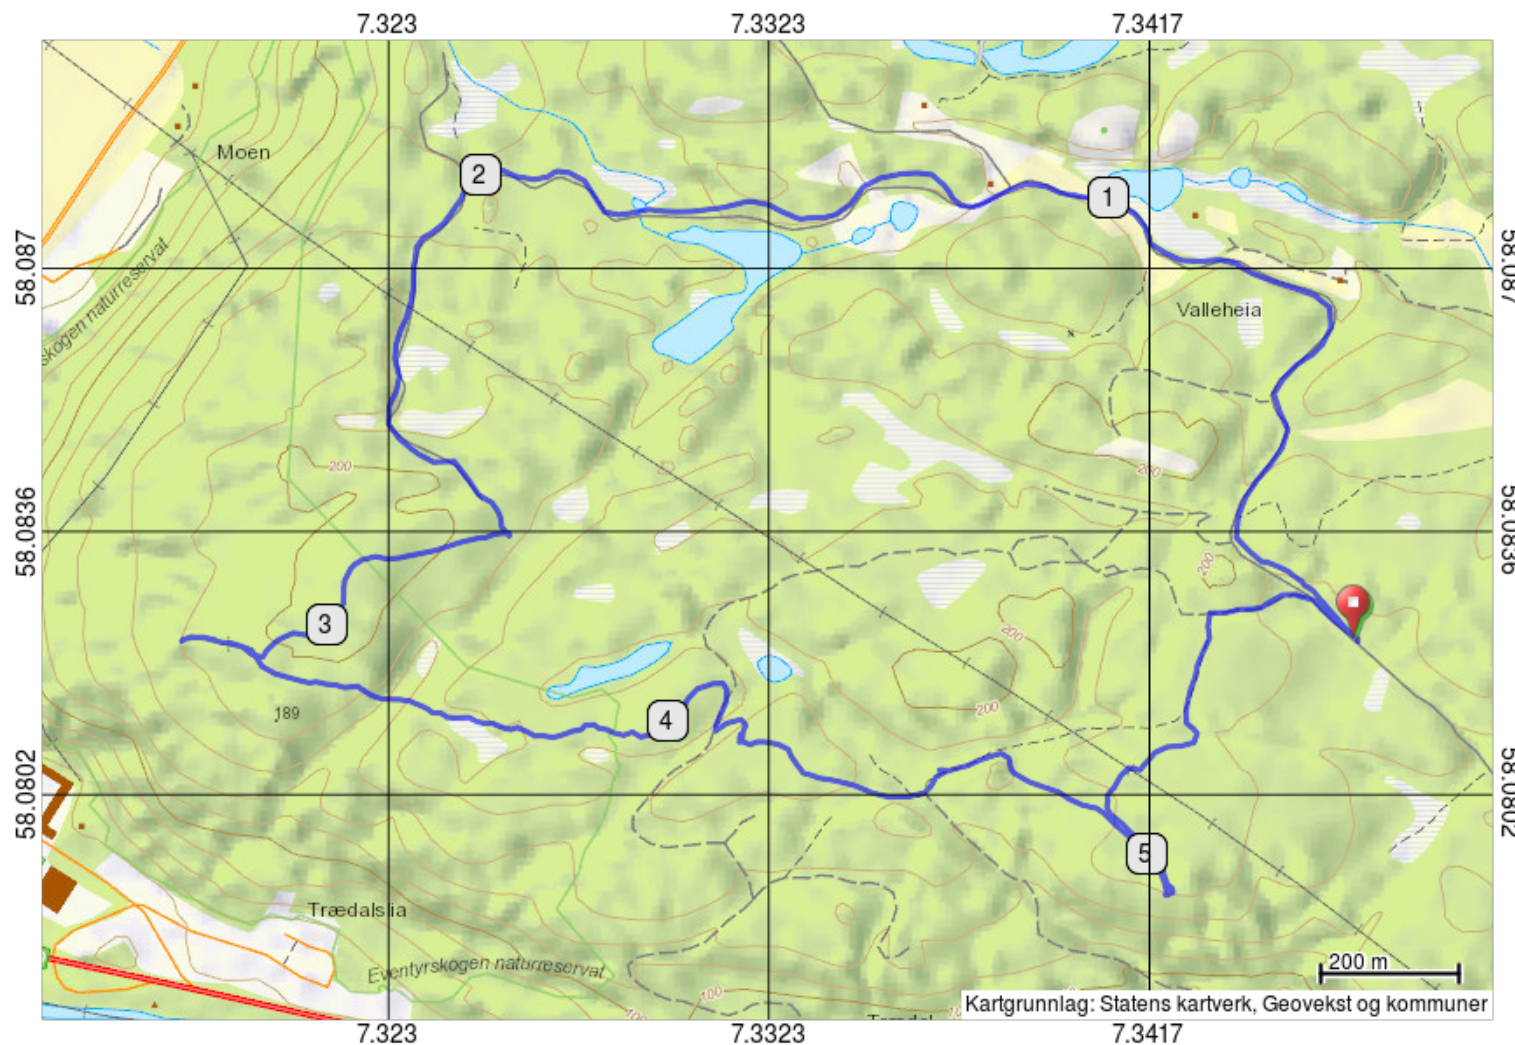 7.323 7.3323 7.3417
2 1
Moen
58.087 58.087
skogen naturreservat
Valleheia
200
200
58.0836 58.0836
200
3
200
4
189
200
58.0802 58.0802
5
Trædalslia
Eventyrskogen naturreservat
200 m
100
100
Kartgrunnlag: Statens kartverk, Geovekst og kommuner
7.323 7.3323 7.3417